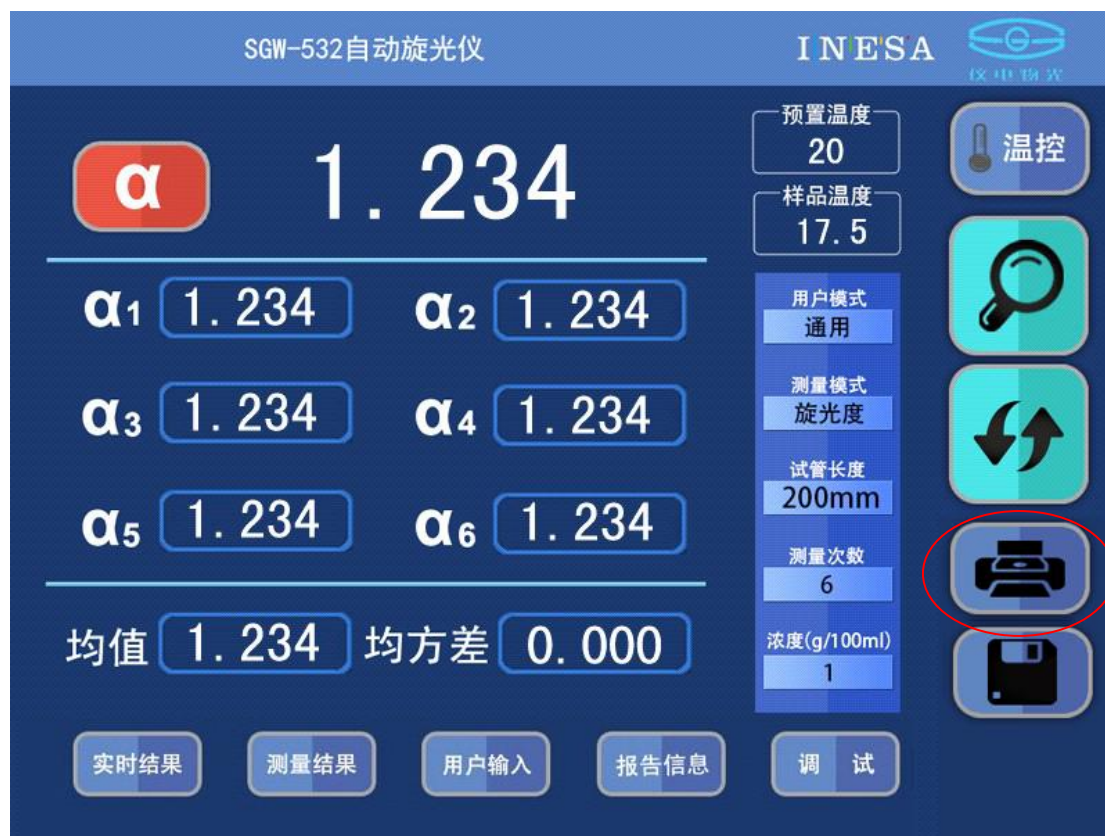 SGW-532自动旋光仪
INESA
仪电物光
预置温度
20
温控
α 1.234
样品温度
17.5
α1 1.234 α2 1.234
用户模式
通用
α3 1.234 α4 1.234
测量模式
旋光度
试管长度
200mm
α5 1.234 α6 1.234
测量次数
6
均值 1.234 均方差 0.000
浓度(g/100ml)
1
实时结果 测量结果 用户输入 报告信息 调 试